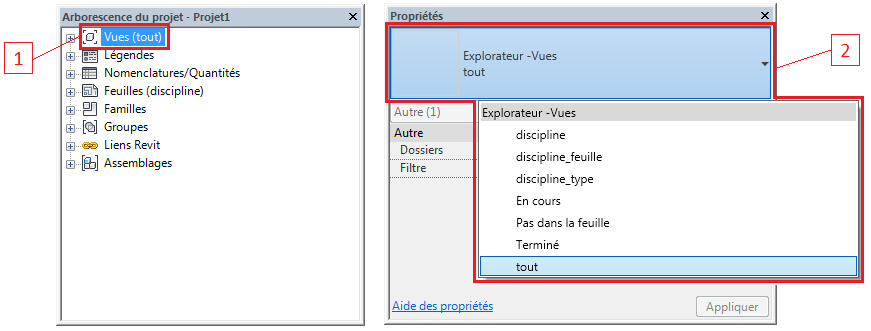 Arborescence du projet - Projet1
1
Vues (tout)
Légendes
Nomenclatures/Quantités
Feuilles (discipline)
Familles
Groupes
Liens Revit
Assemblages
Propriétés
2
Explorateur -Vues
tout
Autre (1)
Autre
Dossiers
Filtre
Explorateur -Vues
discipline
discipline_feuille
discipline_type
En cours
Pas dans la feuille
Terminé
tout
Aide des propriétés
Appliquer